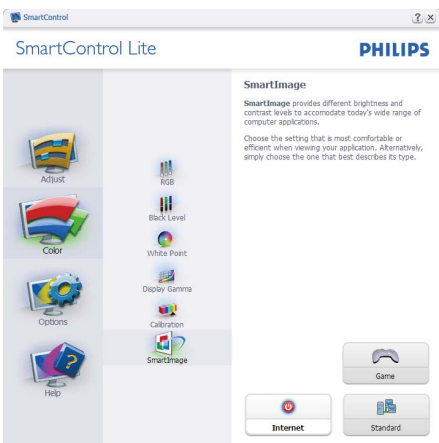 SmartControl
SmartControl Lite
PHILIPS
Adjust
Color
Options
Help
RGB
Black Level
White Point
Display Gamma
Calibration
SmartImage
SmartImage
SmartImage provides different brightness and
contrast levels to accomodate today's wide range of
computer applications.
Choose the setting that is most comfortable or
efficient when viewing your application. Alternatively,
simply choose the one that best describes its type.
Game
Internet
Standard